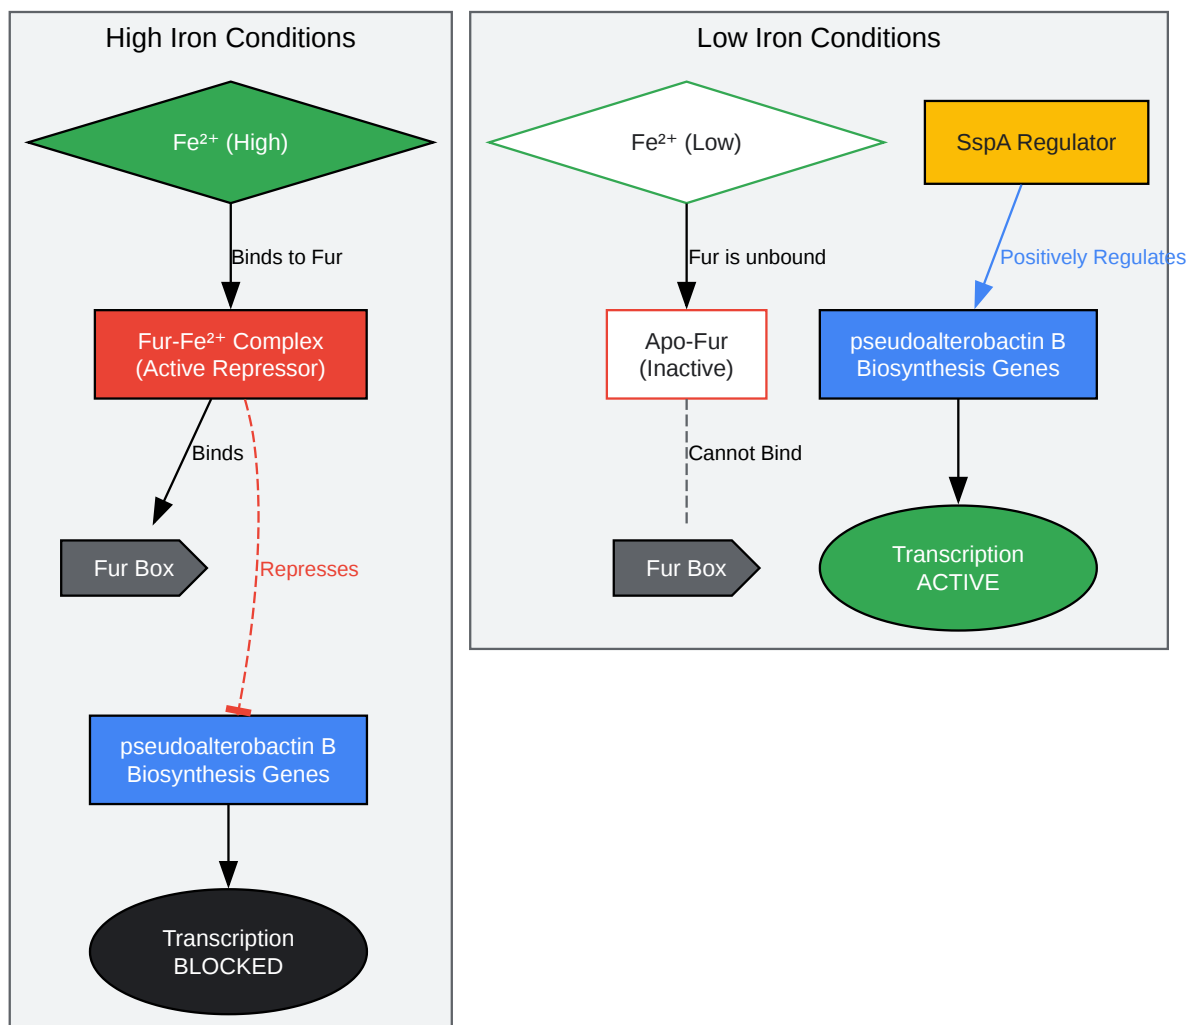 High Iron Conditions
Fe²⁺ (High)
Binds to Fur
Fur-Fe²⁺ Complex
(Active Repressor)
Binds
Fur Box
Represses
pseudoalterobactin B
Biosynthesis Genes
Transcription
BLOCKED
Low Iron Conditions
Fe²⁺ (Low)
SspA Regulator
Fur is unbound
Positively Regulates
Apo-Fur
(Inactive)
pseudoalterobactin B
Biosynthesis Genes
Cannot Bind
Fur Box
Transcription
ACTIVE